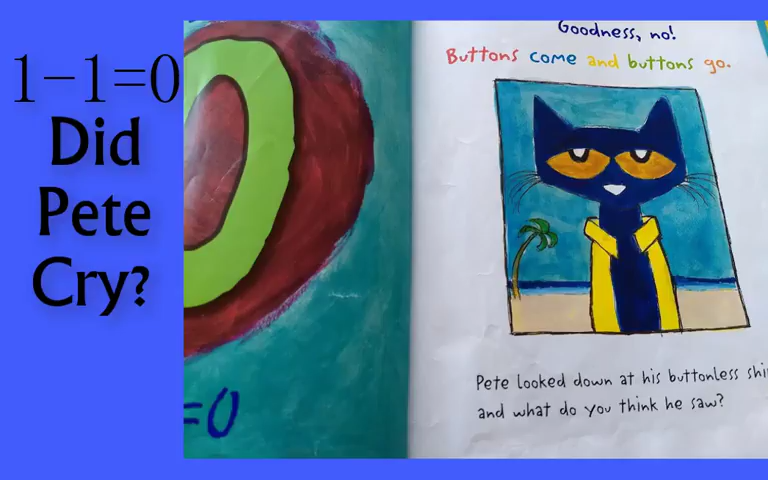 1-1=0
Did
Pete
Cry?
0
=0
Goodness, no!
Buttons come and buttons go.
Pete looked down at his buttonless
and what do you think he saw?